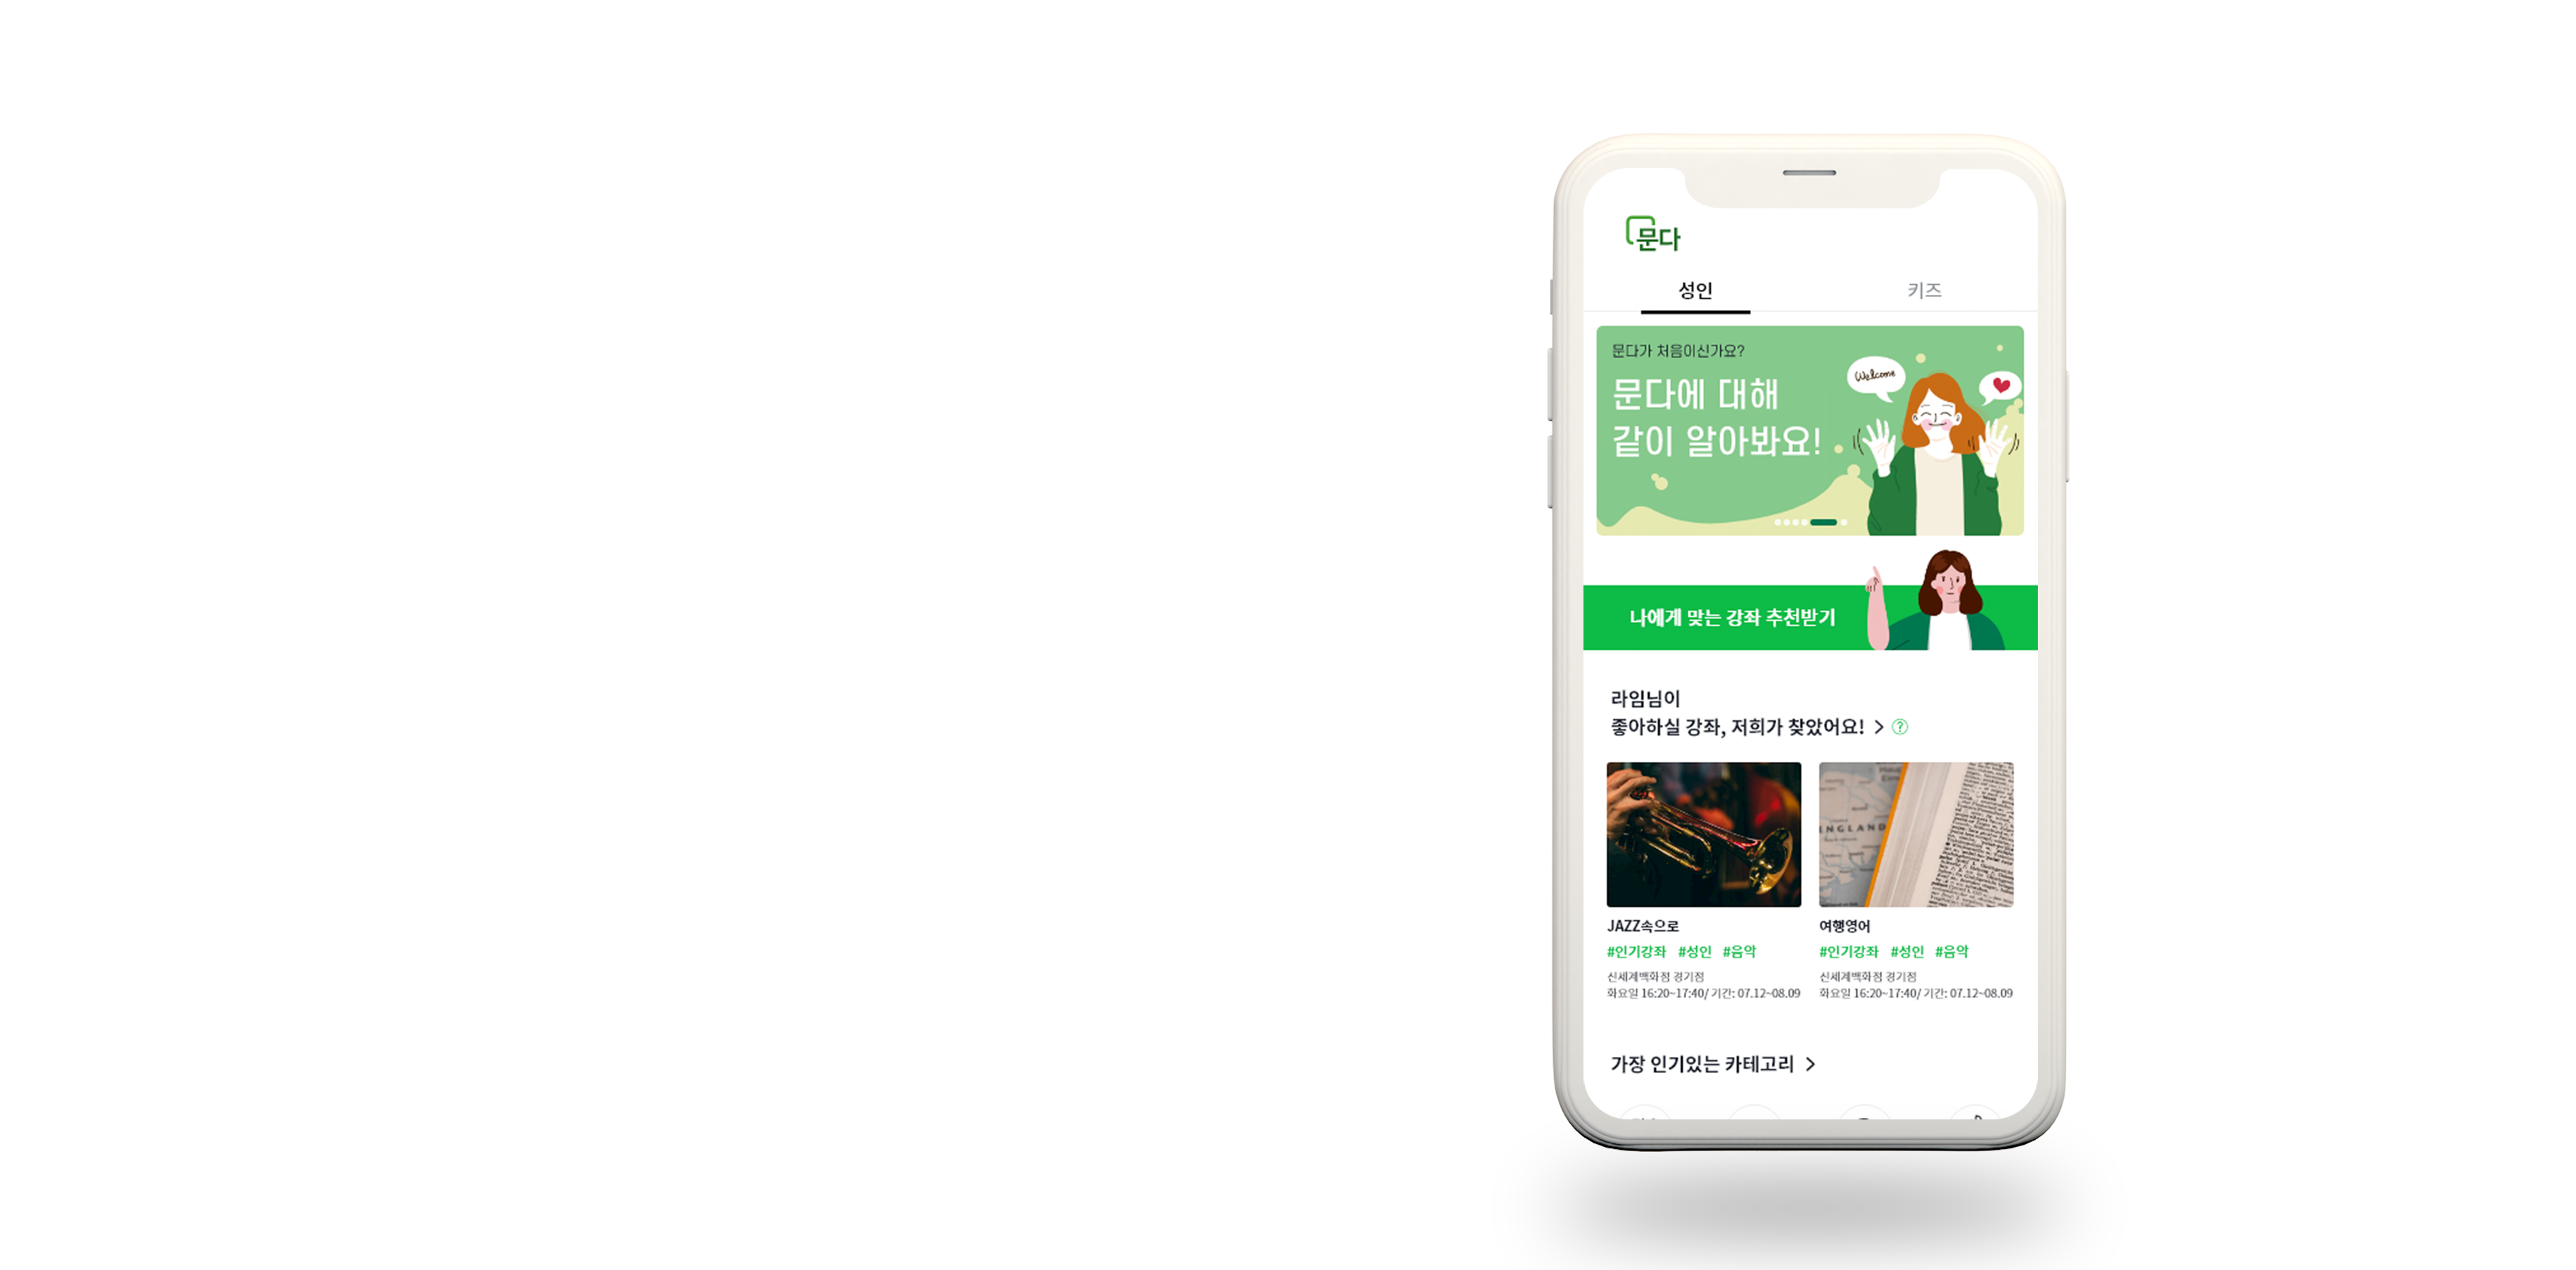 문다
성인
키즈
문다가 처음이신가요?
문다에 대해
같이 알아봐요!
Welcome
나에게 맞는 강좌 추천받기
라임님이
좋아하실 강좌, 저희가 찾았어요! > ?
ENGLAND
JAZZ속으로
#인기강좌 #성인 #음악
신세계백화점 경기점
화요일 16:20~17:40/ 기간: 07.12~08.09
여행영어
#인기강좌 #성인 #음악
신세계백화점 경기점
화요일 16:20~17:40/ 기간: 07.12~08.09
가장 인기있는 카테고리 >